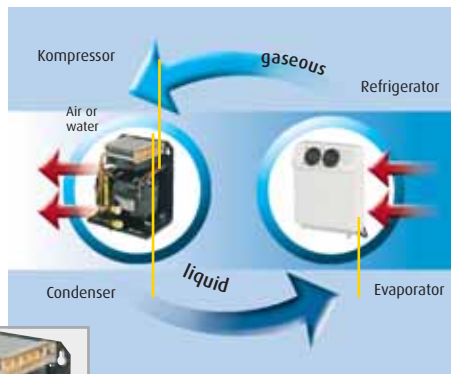 Kompressor
gaseous
Refrigerator
Air or
water
liquid
Condenser
Evaporator